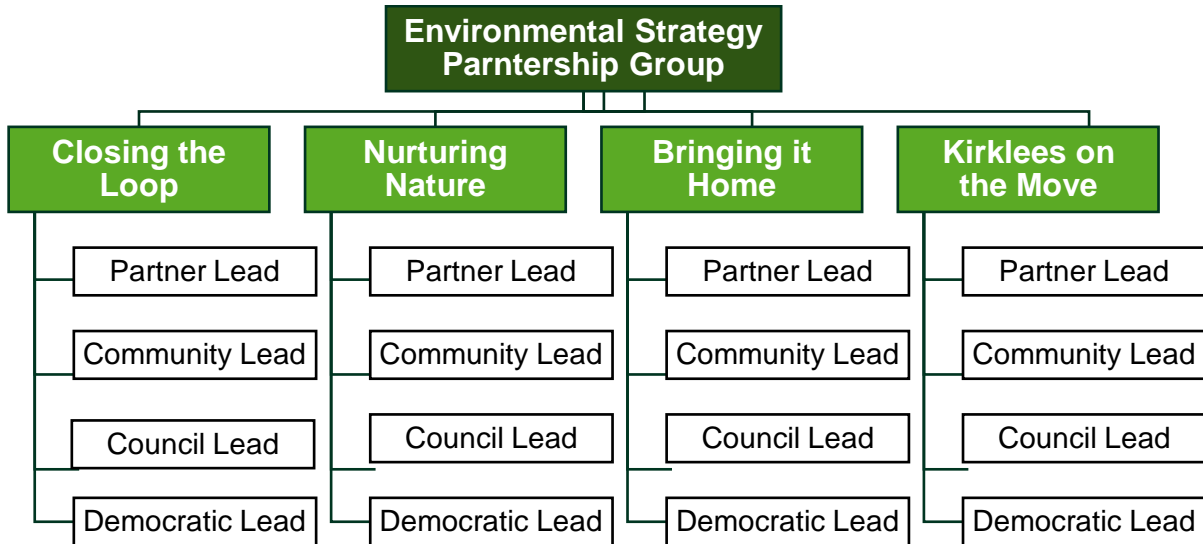 Environmental Strategy
Parntership Group
Closing the
Loop
Nurturing
Nature
Bringing it
Home
Kirklees on
the Move
Partner Lead
Partner Lead
Partner Lead
Partner Lead
Community Lead
Community Lead
Community Lead
Community Lead
Council Lead
Council Lead
Council Lead
Council Lead
Democratic Lead
Democratic Lead
Democratic Lead
Democratic Lead